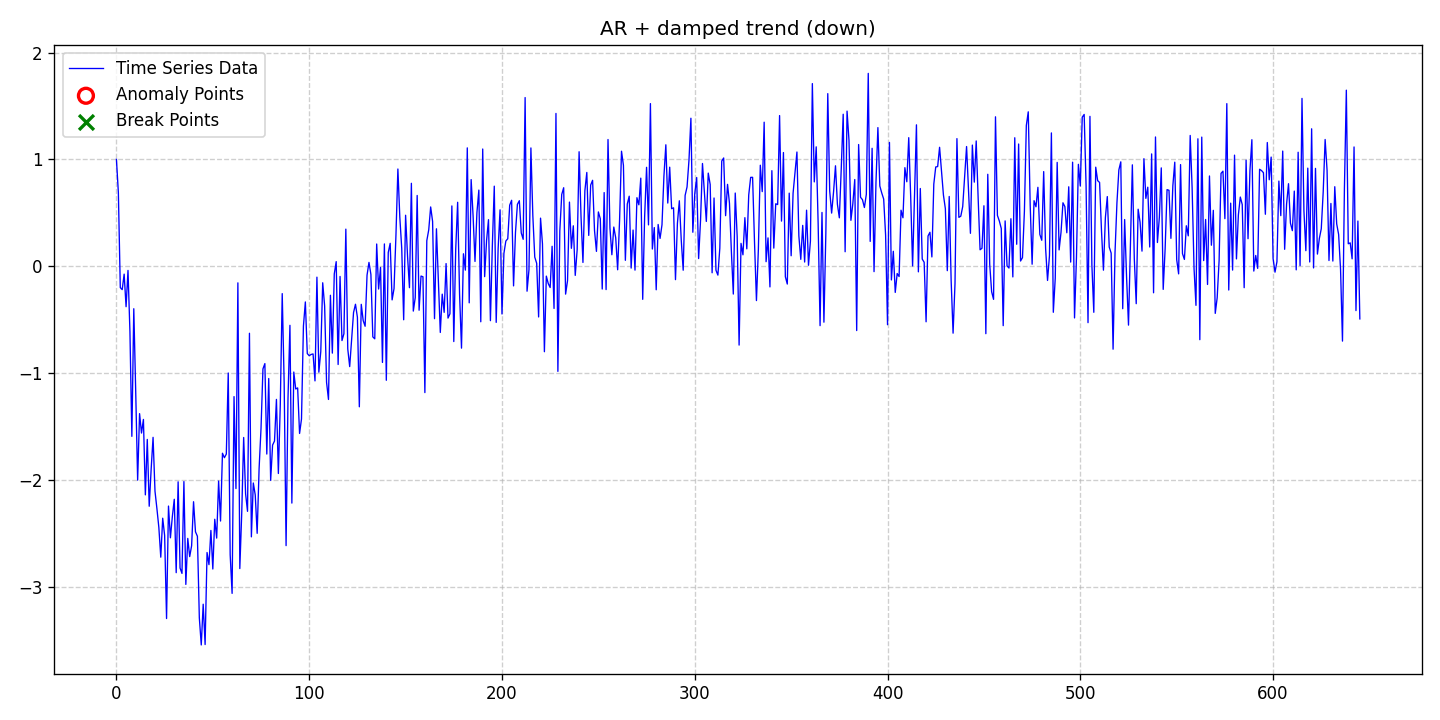 AR + damped trend (down)
Time Series Data
Anomaly Points
Break Points
2
1
0
−1
−2
−3
0 100 200 300 400 500 600